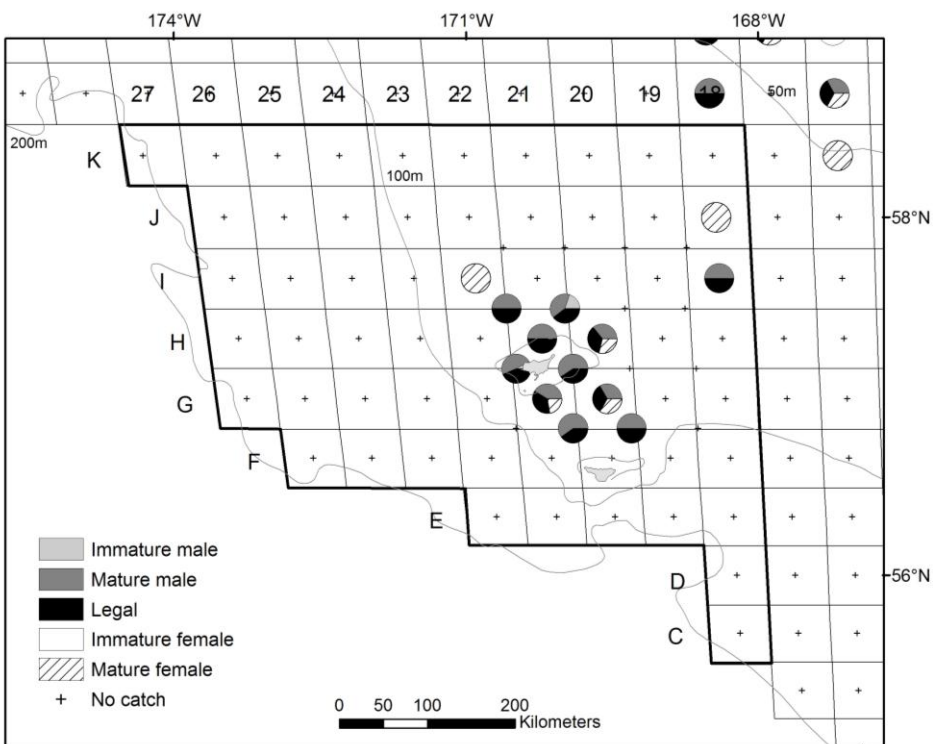 174°W 171°W 168°W
27 26 25 24 23 22 21 20 19 18 50m
200m
K
100m
J 58°N
I
H
G
F
E
D 56°N
C
Immature male
Mature male
Legal
Immature female
Mature female
+ No catch
0 50 100 200
Kilometers